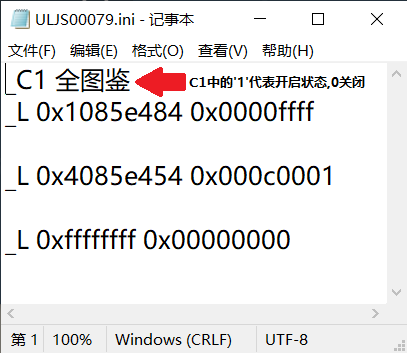 ULJS00079.ini - 记事本
文件(F) 编辑(E) 格式(O) 查看(V) 帮助(H)
_C1 全图鉴 C1中的'1'代表开启状态,0关闭
_L 0x1085e484 0x0000ffff
_L 0x4085e454 0x000c0001
_L 0xffffffff 0x00000000
第 1 100% Windows (CRLF) UTF-8